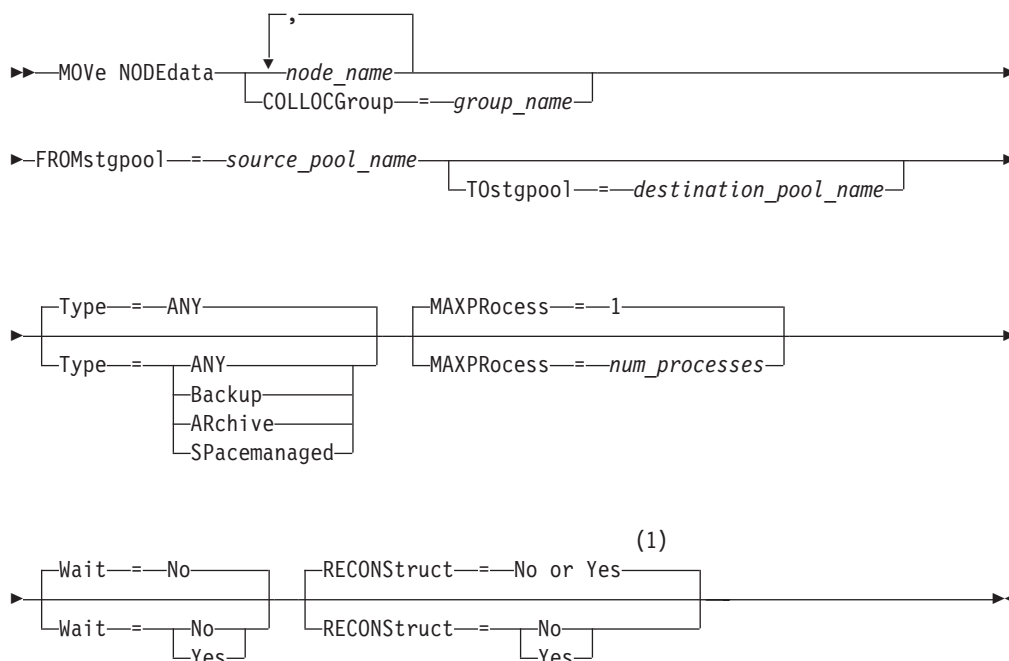 ,
MOVe NODEdata node_name
COLLOCGroup = group_name
FROMstgpool = source_pool_name
TOstgpool = destination_pool_name
Type = ANY MAXPRocess = 1
Type = ANY MAXPRocess = num_processes
Backup
ARchive
SPacemanaged
(1)
Wait = No RECONStruct = No or Yes
Wait = No RECONStruct = No
Yes Yes